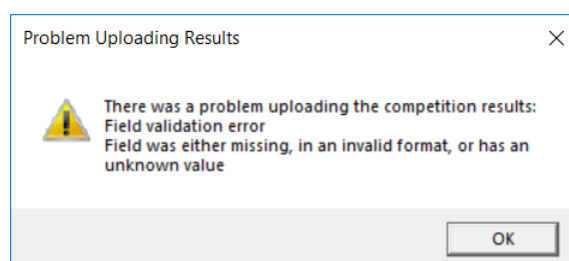 Problem Uploading Results
There was a problem uploading the competition results:
Field validation error
Field was either missing, in an invalid format, or has an
unknown value
OK